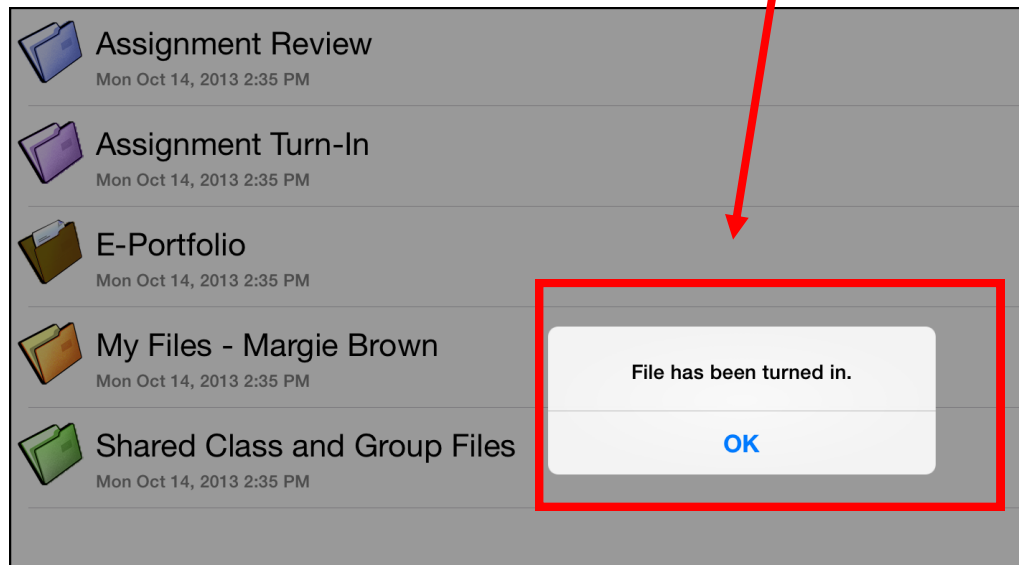 Assignment Review
Mon Oct 14, 2013 2:35 PM
Assignment Turn-In
Mon Oct 14, 2013 2:35 PM
E-Portfolio
Mon Oct 14, 2013 2:35 PM
My Files - Margie Brown
Mon Oct 14, 2013 2:35 PM
Shared Class and Group Files
Mon Oct 14, 2013 2:35 PM
File has been turned in.
OK